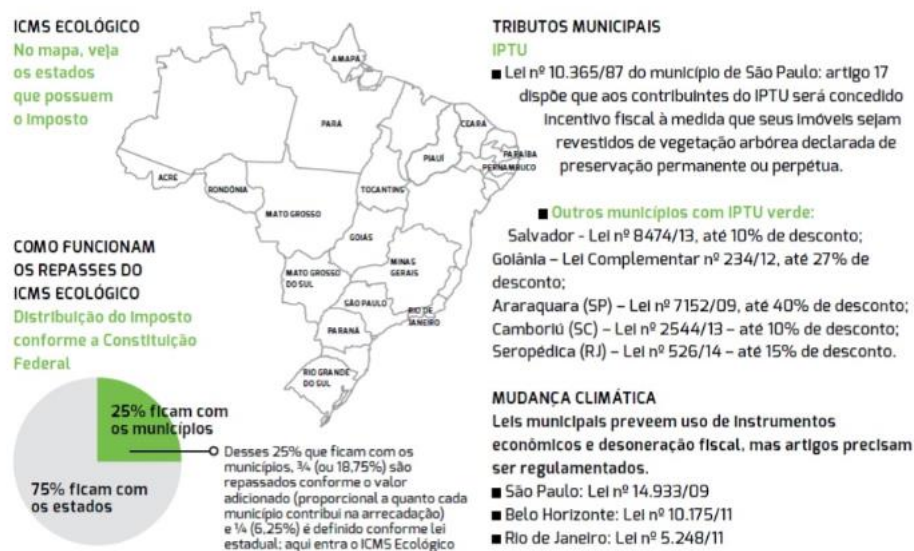 ICMS ECOLÓGICO
No mapa, veja
os estados
que possuem
o imposto
AMAPÁ
PARÁ
CEARÁ
PIAUÍ
PARAÍBA
PERNAMBUCO
ACRE
RONDÔNIA
TOCANTINS
MATO GROSSO
GOIÁS
MINAS
GERAIS
MATO GROSSO
DO SUL
SÃO PAULO
RIO DE
JANEIRO
PARANÁ
RIO GRANDE
DO SUL
COMO FUNCIONAM
OS REPASSES DO
ICMS ECOLÓGICO
Distribuição do imposto
conforme a Constituição
Federal
25% ficam com
os municípios
75% ficam com
os estados
Desses 25% que ficam com os
municípios, ¾ (ou 18,75%) são
repassados conforme o valor
adicionado (proporcional a quanto cada
município contribui na arrecadação)
e ¼ (6,25%) é definido conforme lei
estadual; aqui entra o ICMS Ecológico
TRIBUTOS MUNICIPAIS
IPTU
■ Lei nº 10.365/87 do município de São Paulo: artigo 17
dispõe que aos contribuintes do IPTU será concedido
incentivo fiscal à medida que seus imóveis sejam
revestidos de vegetação arbórea declarada de
preservação permanente ou perpétua.
■ Outros municípios com IPTU verde:
Salvador - Lei nº 8474/13, até 10% de desconto;
Goiânia – Lei Complementar nº 234/12, até 27% de
desconto;
Araraquara (SP) – Lei nº 7152/09, até 40% de desconto;
Camboriú (SC) – Lei nº 2544/13 – até 10% de desconto;
Seropédica (RJ) – Lei nº 526/14 – até 15% de desconto.
MUDANÇA CLIMÁTICA
Leis municipais preveem uso de instrumentos
econômicos e desoneração fiscal, mas artigos precisam
ser regulamentados.
■ São Paulo: Lei nº 14.933/09
■ Belo Horizonte: Lei nº 10.175/11
■ Rio de Janeiro: Lei nº 5.248/11